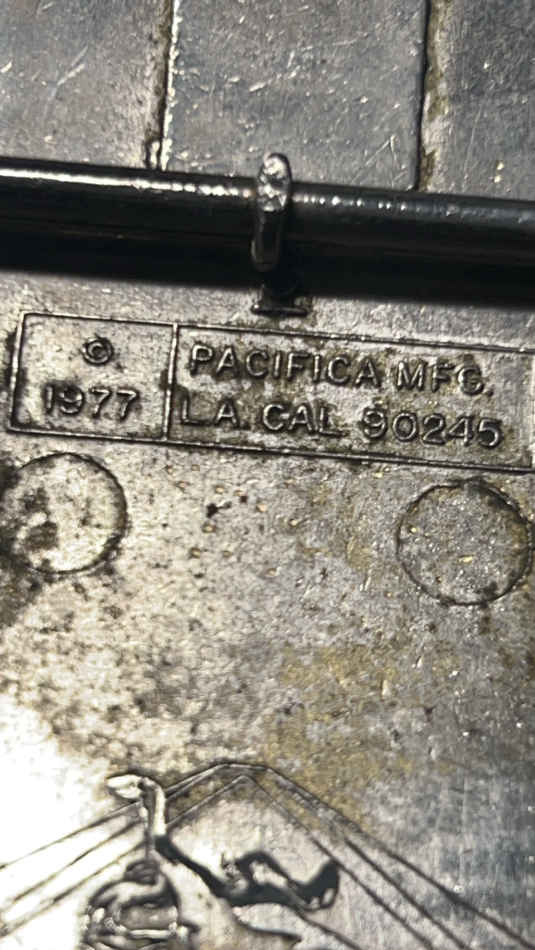 ©
1977
PACIFICA MFG.
L.A. CAL 90245